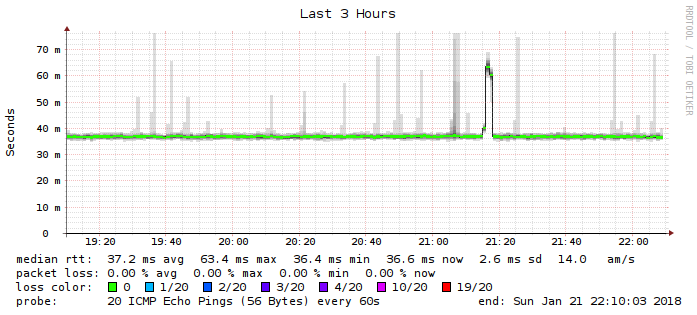 Last 3 Hours
RRDTOOL / TOBI OETIKER
Seconds
70 m
60 m
50 m
40 m
30 m
20 m
10 m
0
19:20 19:40 20:00 20:20 20:40 21:00 21:20 21:40 22:00
median rtt: 37.2 ms avg 63.4 ms max 36.4 ms min 36.6 ms now 2.6 ms sd 14.0 am/s
packet loss: 0.00 % avg 0.00 % max 0.00 % min 0.00 % now
loss color: 0 1/20 2/20 3/20 4/20 10/20 19/20
probe: 20 ICMP Echo Pings (56 Bytes) every 60s end: Sun Jan 21 22:10:03 2018